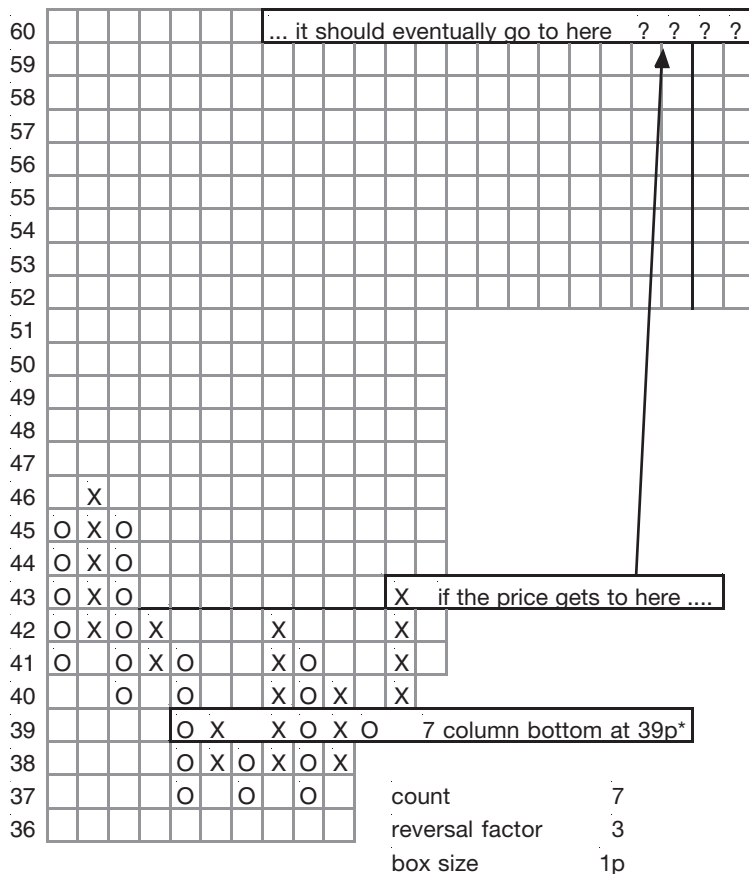 60 ... it should eventually go to here ? ? ? ?
59
58
57
56
55
54
53
52
51
50
49
48
47
46 X
45 O X O
44 O X O
43 O X O X if the price gets to here ....
42 O X O X X X
41 O O X O X O X
40 O O X O X X
39 O X X O X O 7 column bottom at 39p*
38 O X O X O X
37 O O O count 7
36 reversal factor 3
box size 1p